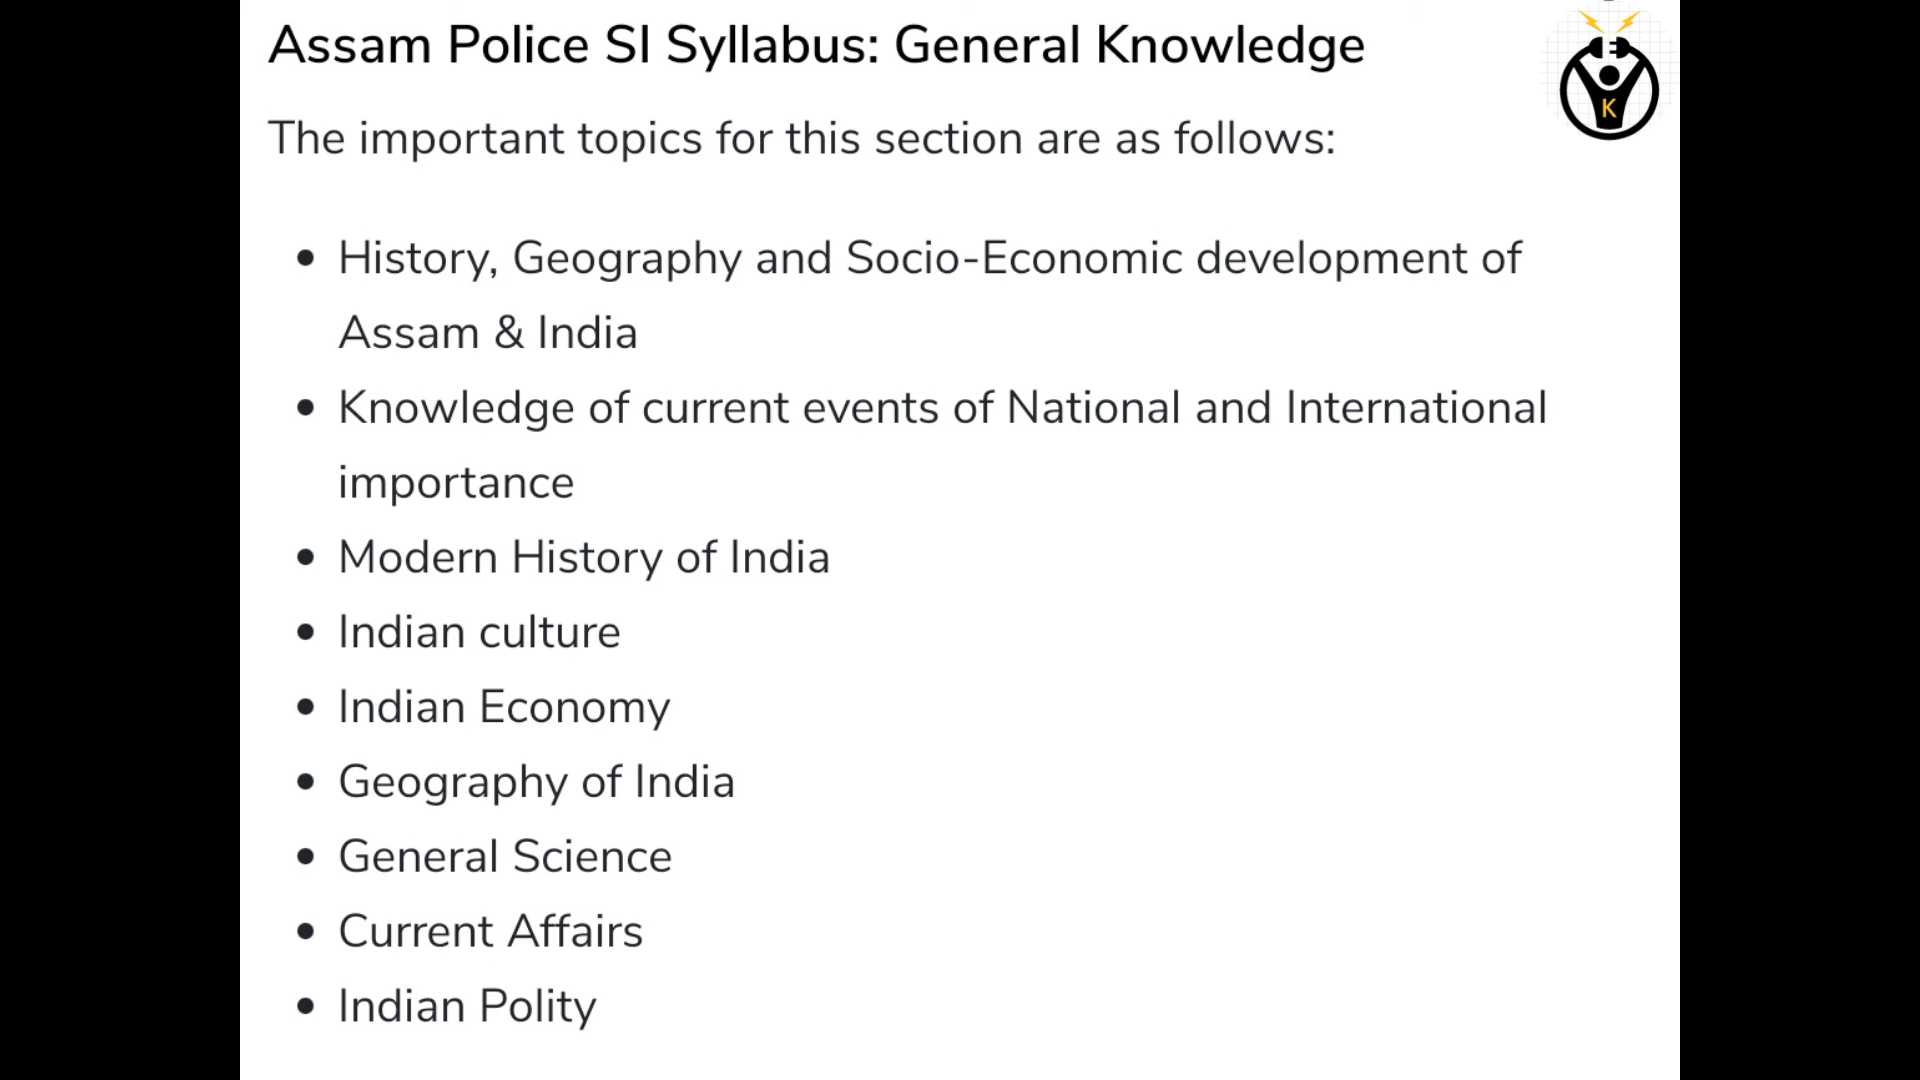 Assam Police SI Syllabus: General Knowledge
K
The important topics for this section are as follows:
• History, Geography and Socio-Economic development of
Assam & India
• Knowledge of current events of National and International
importance
• Modern History of India
• Indian culture
• Indian Economy
• Geography of India
• General Science
• Current Affairs
• Indian Polity